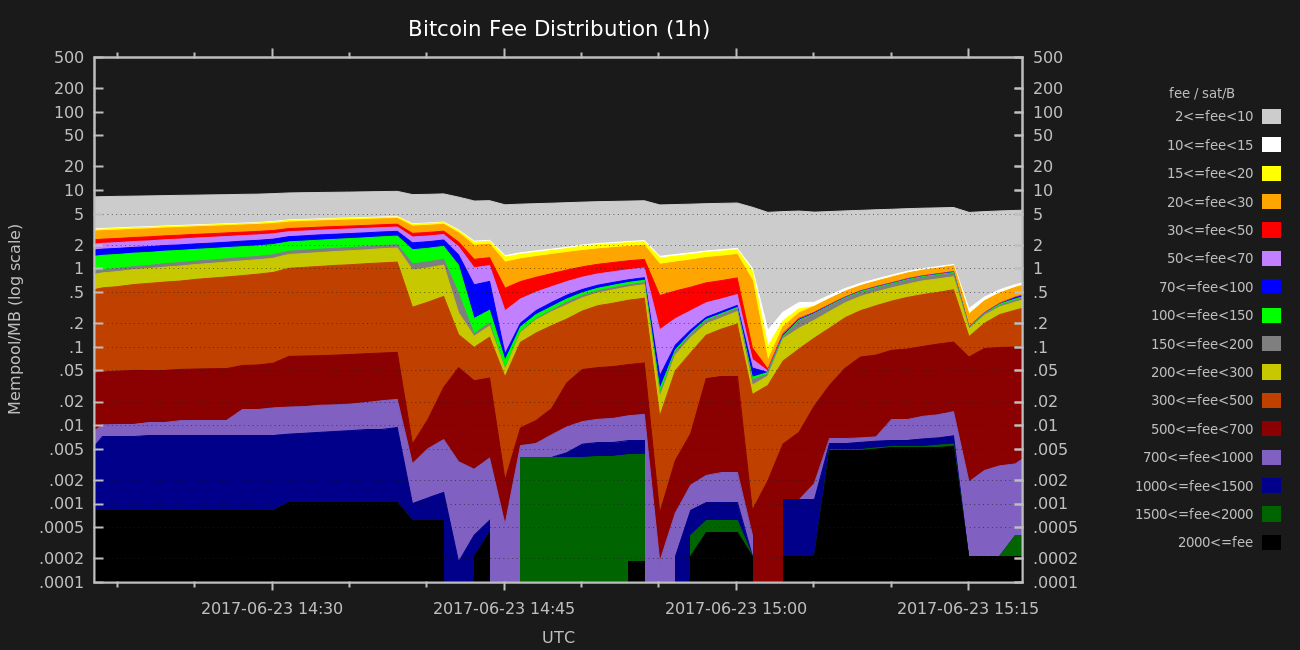 Bitcoin Fee Distribution (1h)
500 500
200 200
100 100
50 50
20 20
10 10
5 5
2 2
1 1
.5 .5
.2 .2
.1 .1
.05 .05
.02 .02
.01 .01
.005 .005
.002 .002
.001 .001
.0005 .0005
.0002 .0002
.0001 .0001
Mempool/MB (log scale)
2017-06-23 14:30 2017-06-23 14:45 2017-06-23 15:00 2017-06-23 15:15
UTC
fee / sat/B
2<=fee<10
10<=fee<15
15<=fee<20
20<=fee<30
30<=fee<50
50<=fee<70
70<=fee<100
100<=fee<150
150<=fee<200
200<=fee<300
300<=fee<500
500<=fee<700
700<=fee<1000
1000<=fee<1500
1500<=fee<2000
2000<=fee